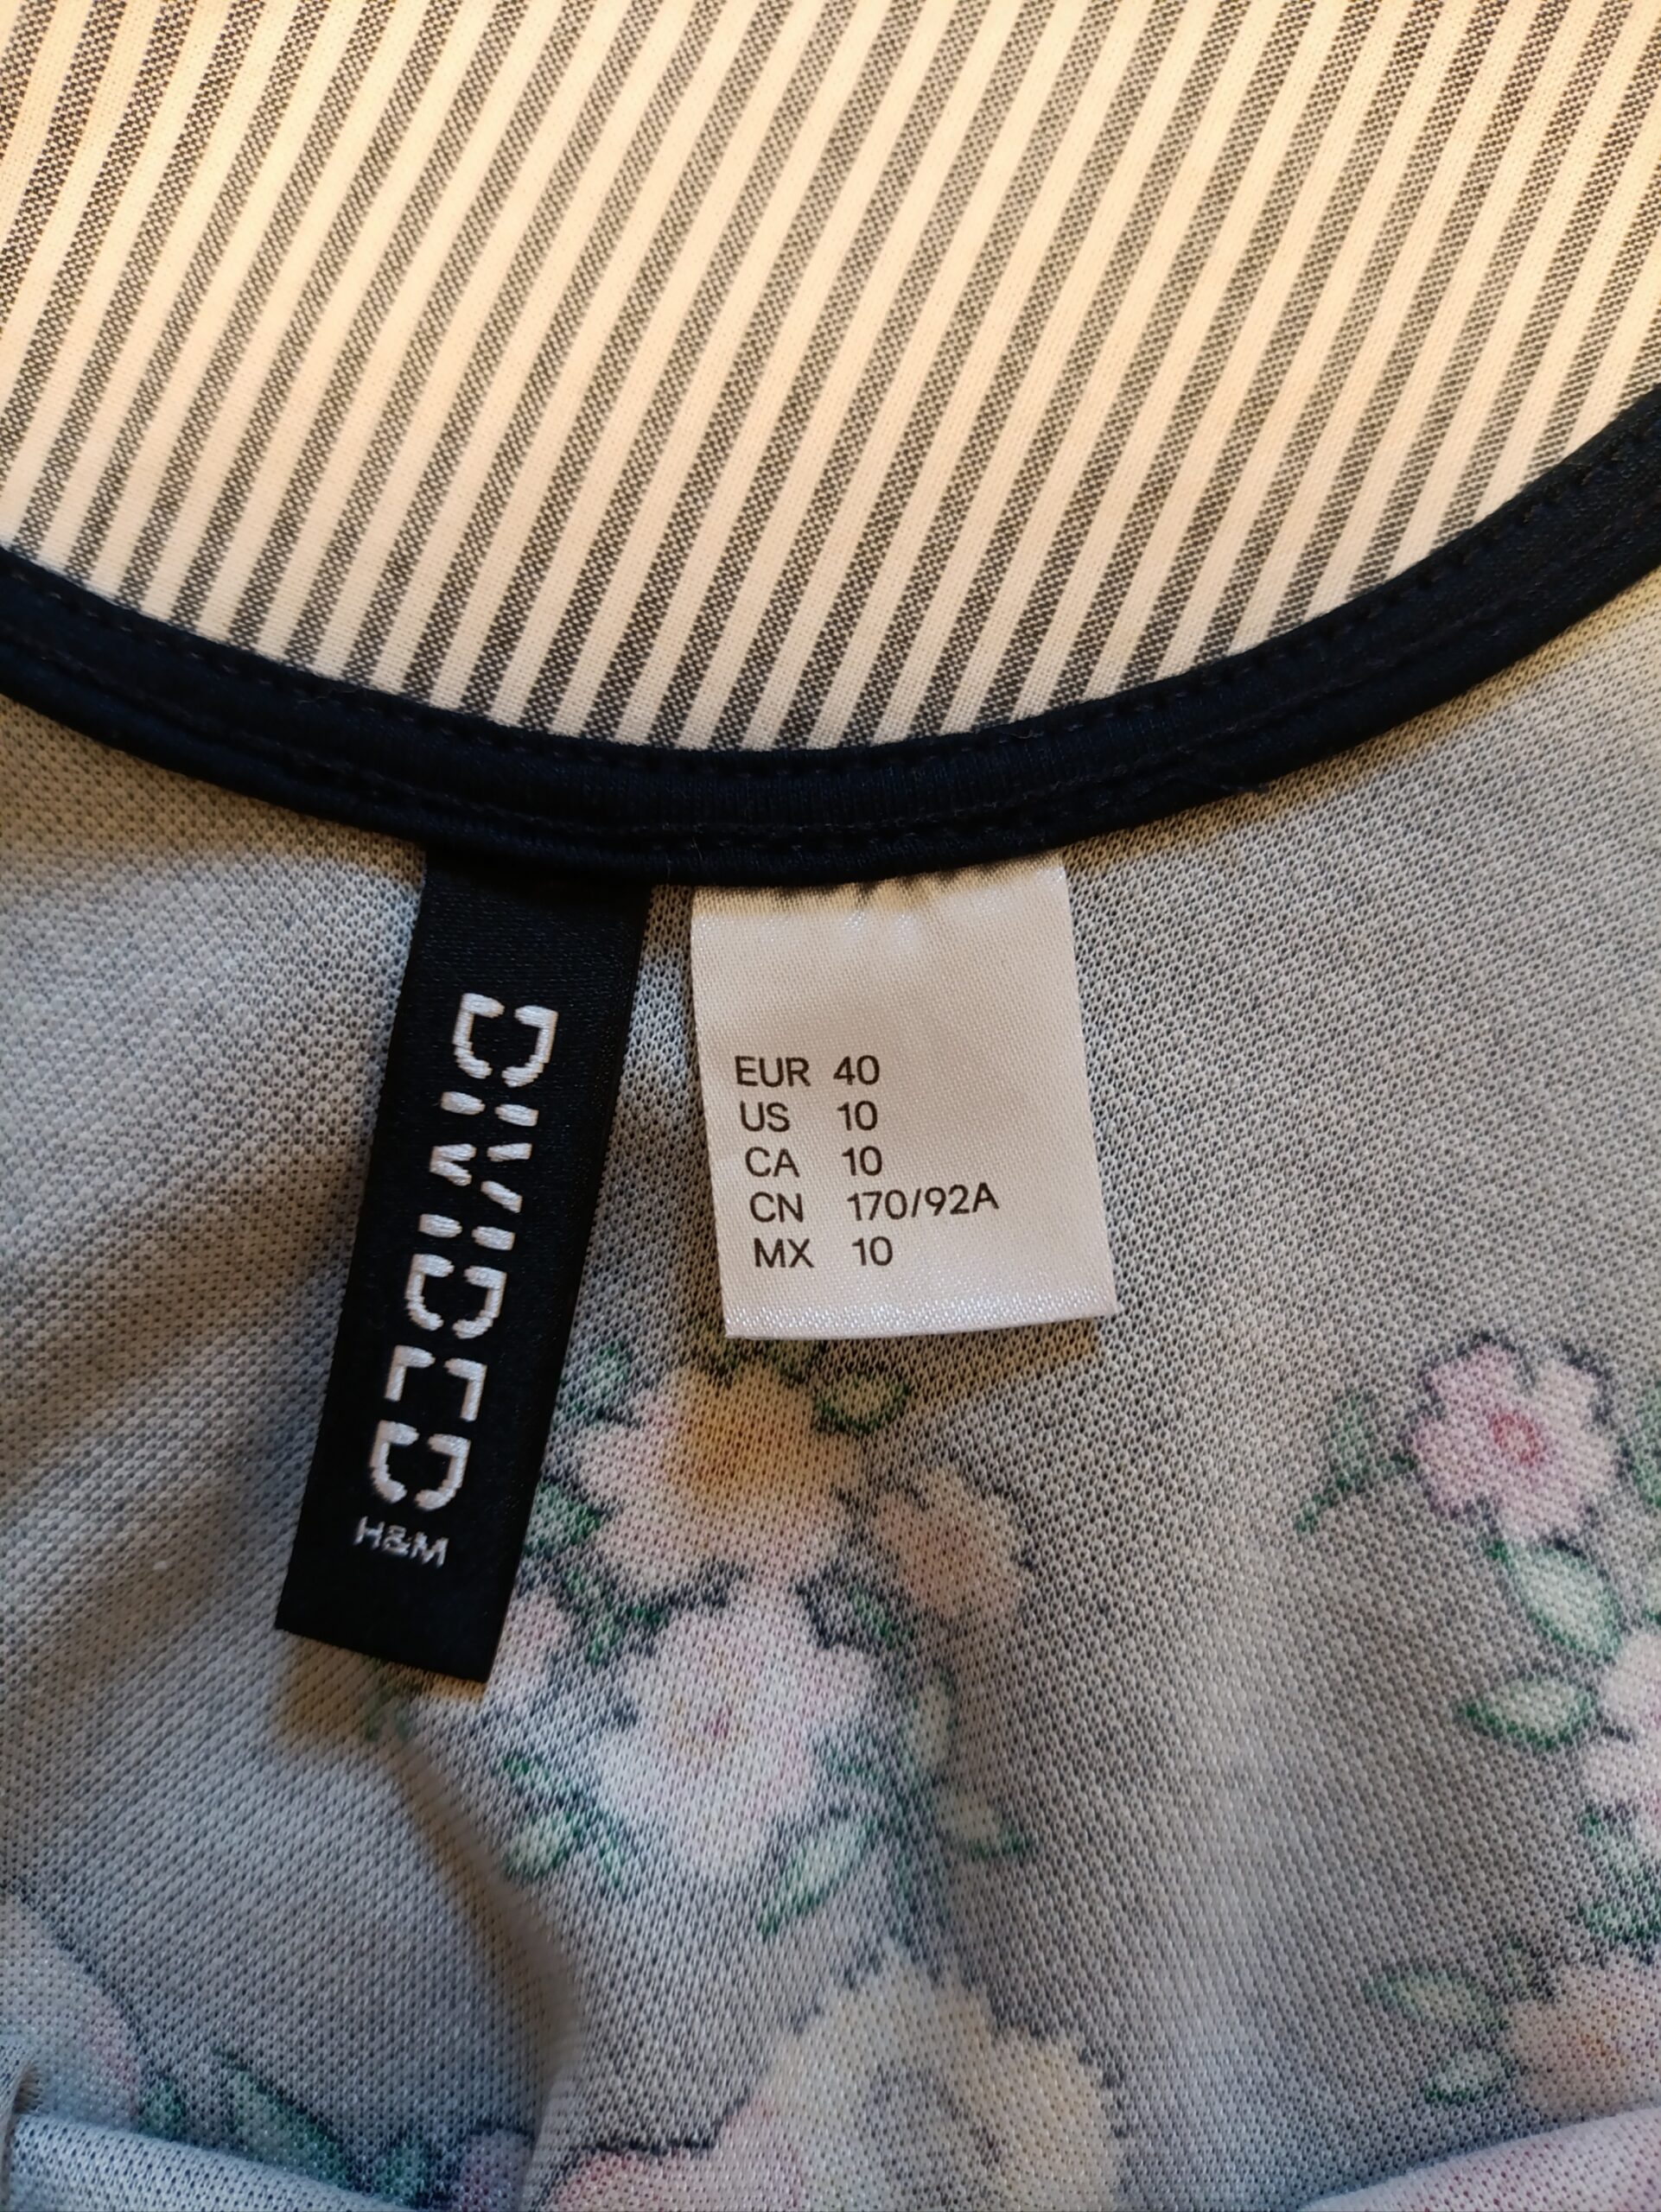 DIVIDED
H&M
EUR 40
US 10
CA 10
CN 170/92A
MX 10